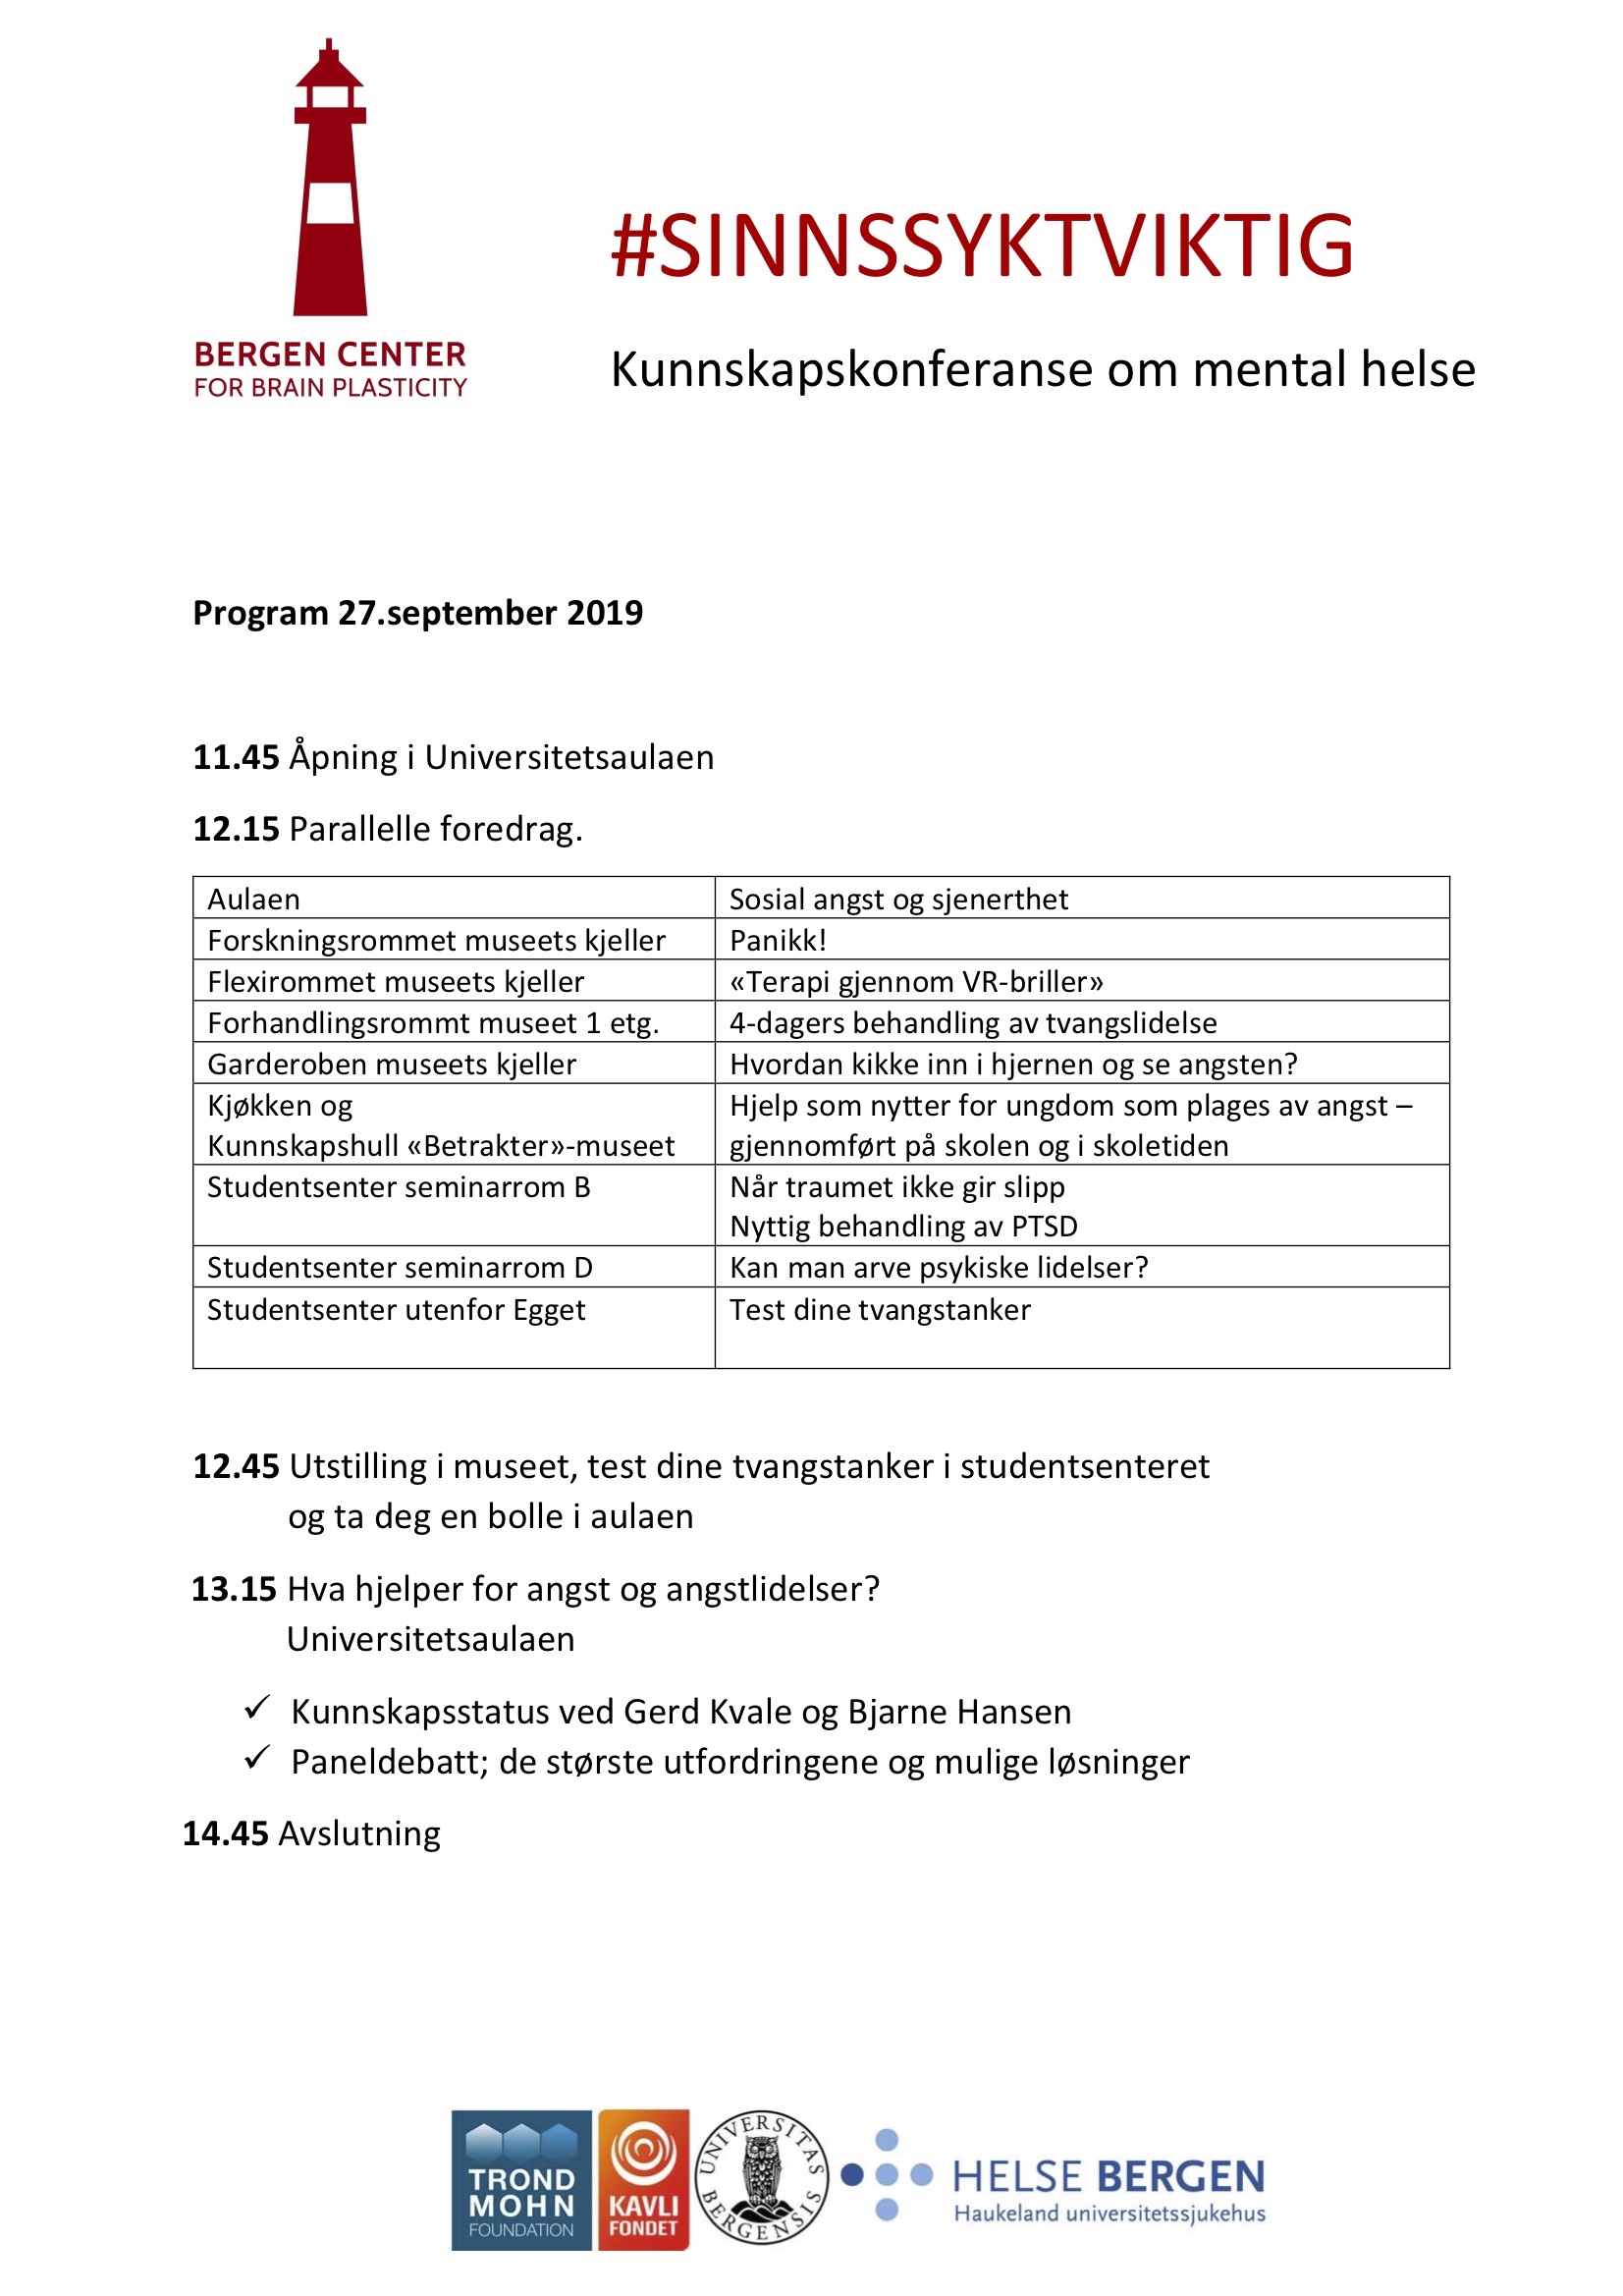 BERGEN CENTER
FOR BRAIN PLASTICITY
#SINNSSYKTVIKTIG
Kunnskapskonferanse om mental helse
Program 27.september 2019
11.45 Åpning i Universitetsaulaen
12.15 Parallelle foredrag.
Aulaen Sosial angst og sjenerthet
Forskningsrommet museets kjeller Panikk!
Flexirommet museets kjeller «Terapi gjennom VR-briller»
Forhandlingsrommt museet 1 etg. 4-dagers behandling av tvangslidelse
Garderoben museets kjeller Hvordan kikke inn i hjernen og se angsten?
Kjøkken og
Kunnskapshull «Betrakter»-museet
Hjelp som nytter for ungdom som plages av angst –
gjennomført på skolen og i skoletiden
Studentsenter seminarrom B Når traumet ikke gir slipp
Nyttig behandling av PTSD
Studentsenter seminarrom D Kan man arve psykiske lidelser?
Studentsenter utenfor Egget Test dine tvangstanker
12.45 Utstilling i museet, test dine tvangstanker i studentsenteret
og ta deg en bolle i aulaen
13.15 Hva hjelper for angst og angstlidelser?
Universitetsaulaen
✓ Kunnskapsstatus ved Gerd Kvale og Bjarne Hansen
✓ Paneldebatt; de største utfordringene og mulige løsninger
14.45 Avslutning
TROND
MOHN
FOUNDATION
KAVLI
FONDET
UNIVERSITAS
BERGENSIS
HELSE BERGEN
Haukeland universitetssjukehus